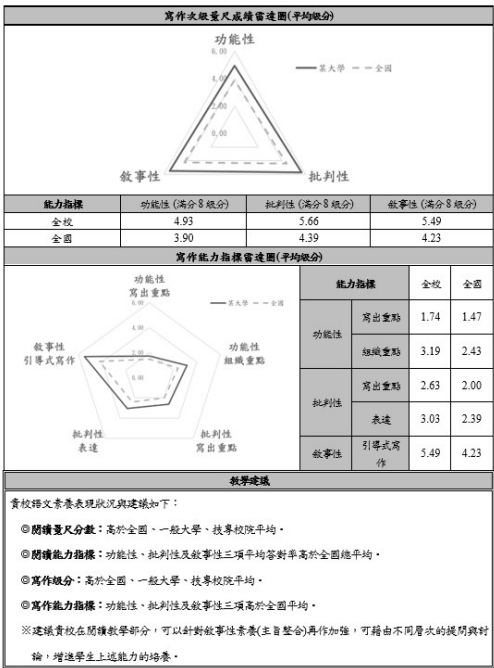 寫作次級量尺成績雷達圖(平均級分)
功能性
6.00
4.00
2.00
0.00
某大學 全國
敘事性 批判性
能力指標 功能性 (滿分 8 級分) 批判性 (滿分 8 級分) 敘事性 (滿分 8 級分)
全校 4.93 5.66 5.49
全國 3.90 4.39 4.23
寫作能力指標雷達圖(平均級分)
功能性
寫出重點
6.00
4.00
2.00
0.00
某大學 全國
敘事性
引導式寫作
功能性
組織重點
批判性
表達
批判性
寫出重點
能力指標 全校 全國
功能性 寫出重點 1.74 1.47
組織重點 3.19 2.43
批判性 寫出重點 2.63 2.00
表達 3.03 2.39
敘事性 引導式寫 5.49 4.23
作
教學建議
貴校語文素養表現狀況與建議如下：
◎閱讀量尺分數：高於全國、一般大學、技專校院平均。
◎閱讀能力指標：功能性、批判性及敘事性三項平均答對率高於全國總平均。
◎寫作級分：高於全國、一般大學、技專校院平均。
◎寫作能力指標：功能性、批判性及敘事性三項高於全國平均。
※建議貴校在閱讀教學部分，可以針對敘事性素養(主旨整合)再作加強，可藉由不同層次的提問與討
論，增進學生上述能力的培養。